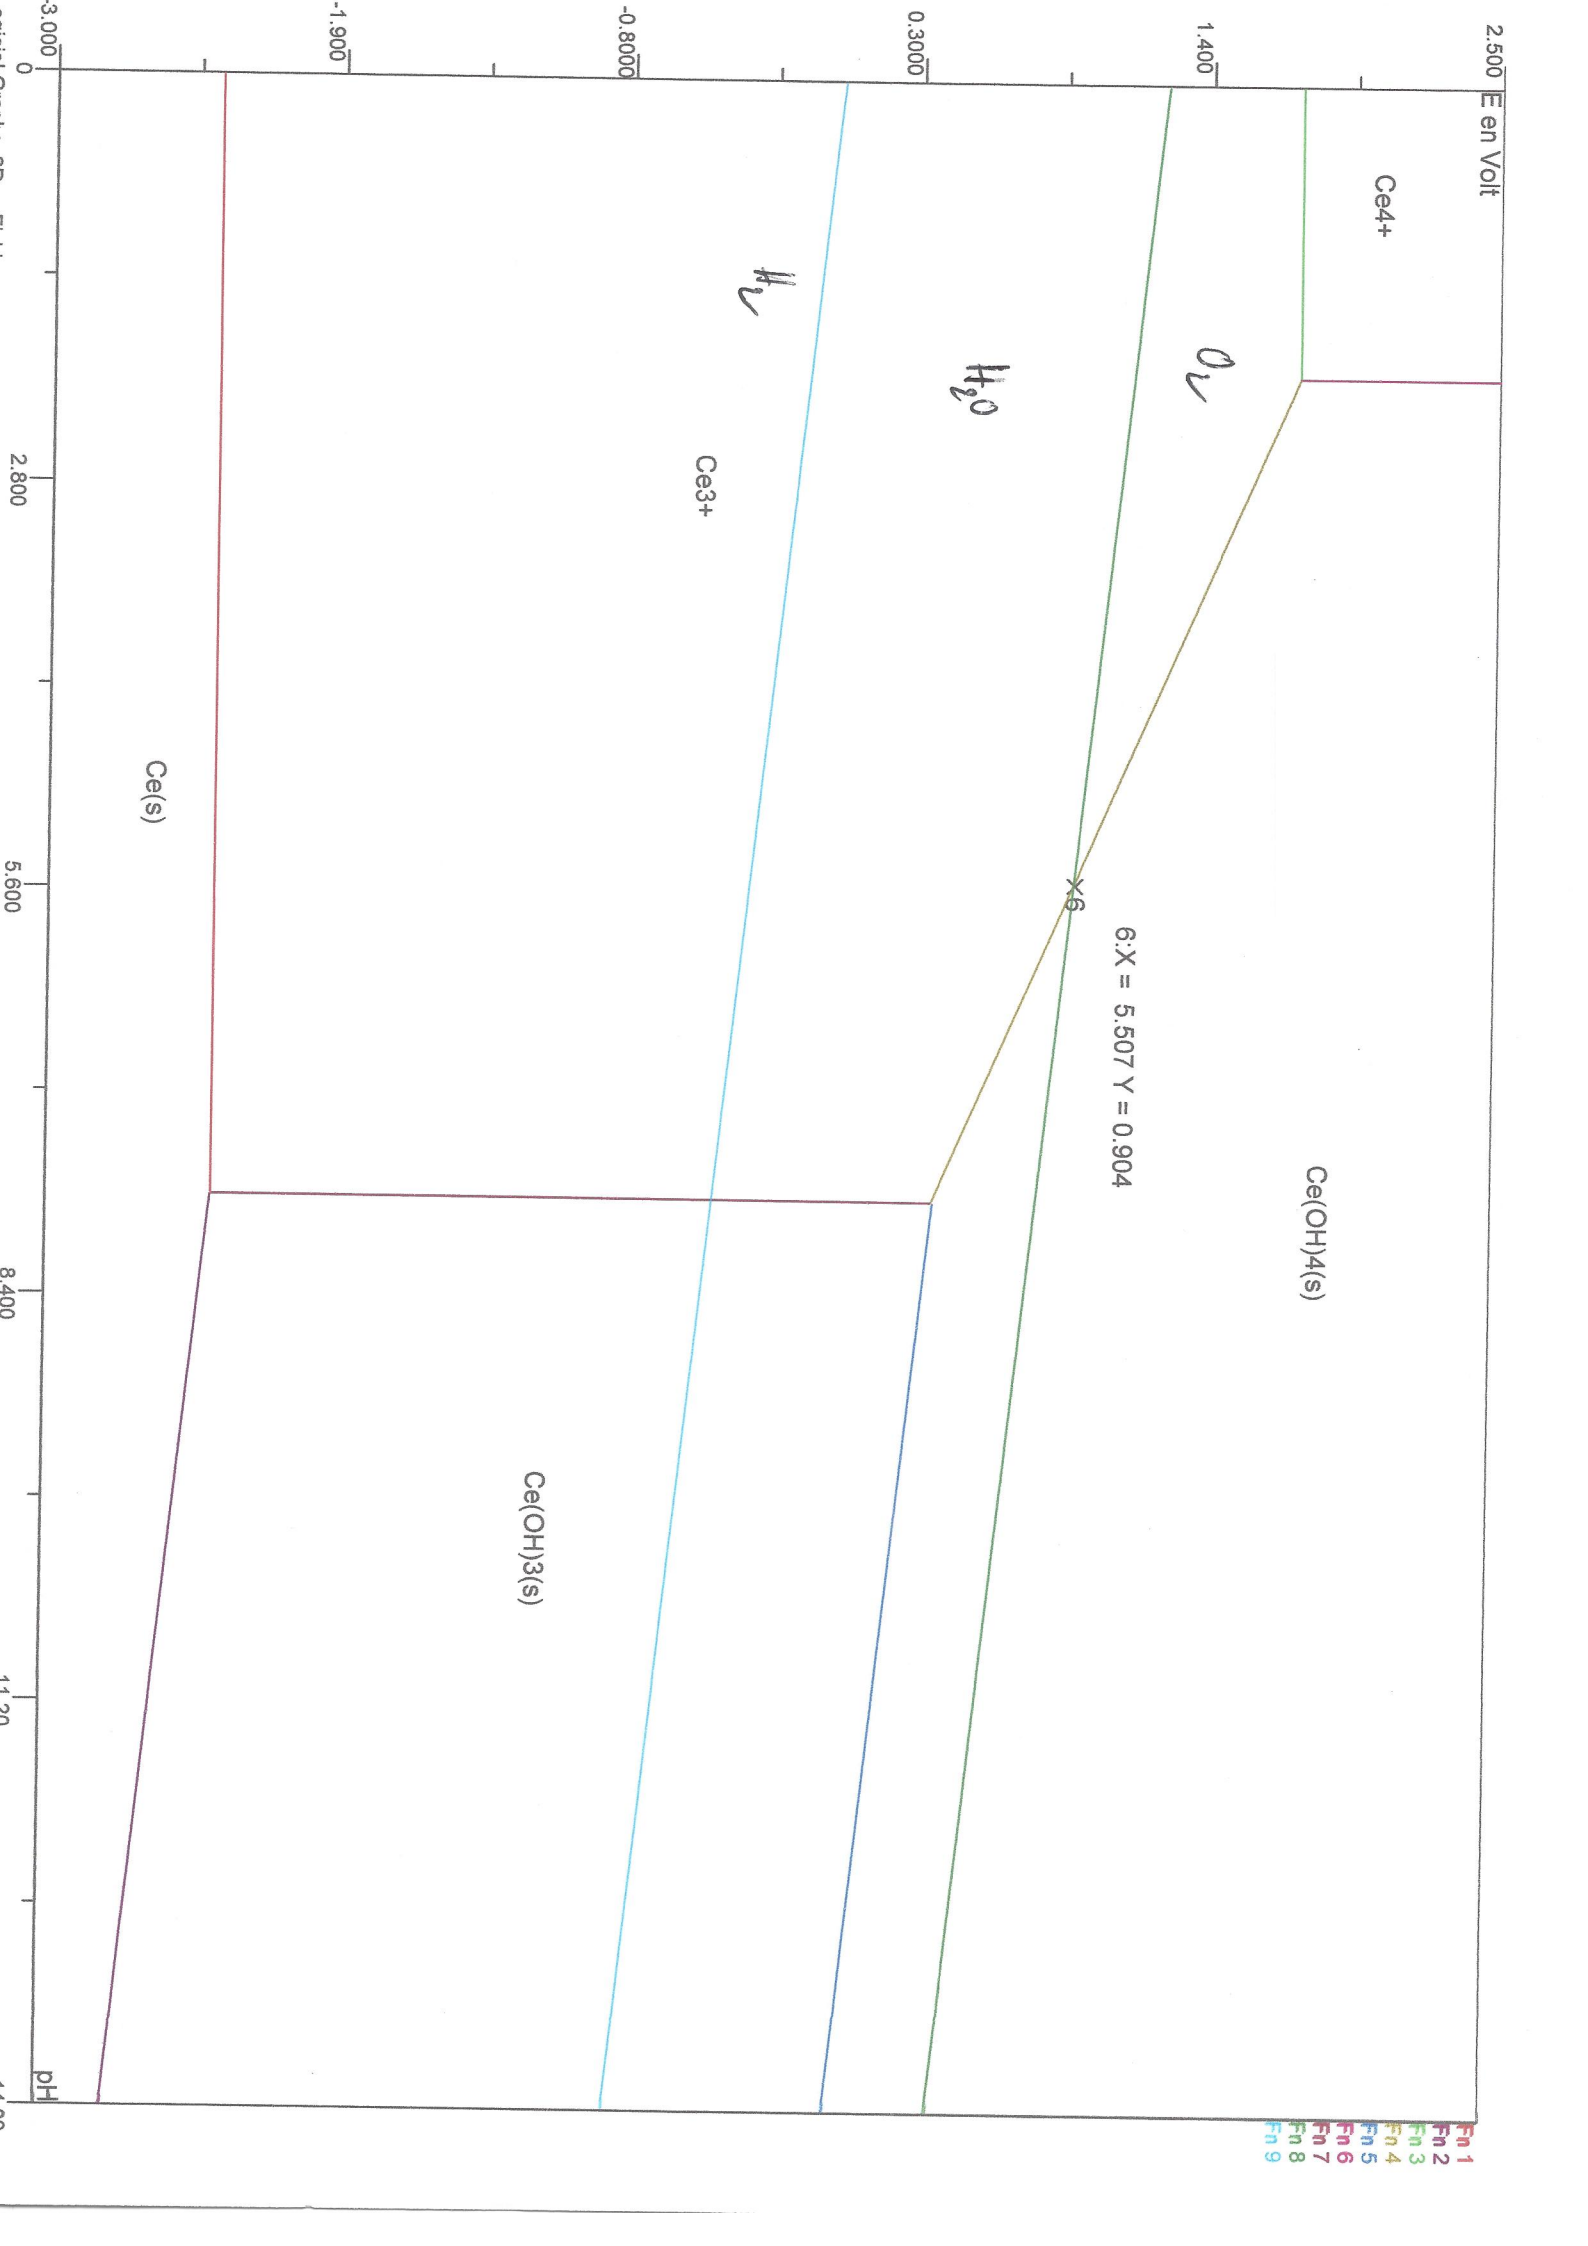 2.500
E en Volt
Ce4+
1.400
O2
0.3000
H2O
6:X = 5.507 Y = 0.904
X6
Ce(OH)4(s)
-0.8000
H2
Ce3+
Ce(OH)3(s)
-1.900
Ce(s)
-3.000
pH
0
2.800
5.600
8.400
11.20
Fn 1
Fn 2
Fn 3
Fn 4
Fn 5
Fn 6
Fn 7
Fn 8
Fn 9